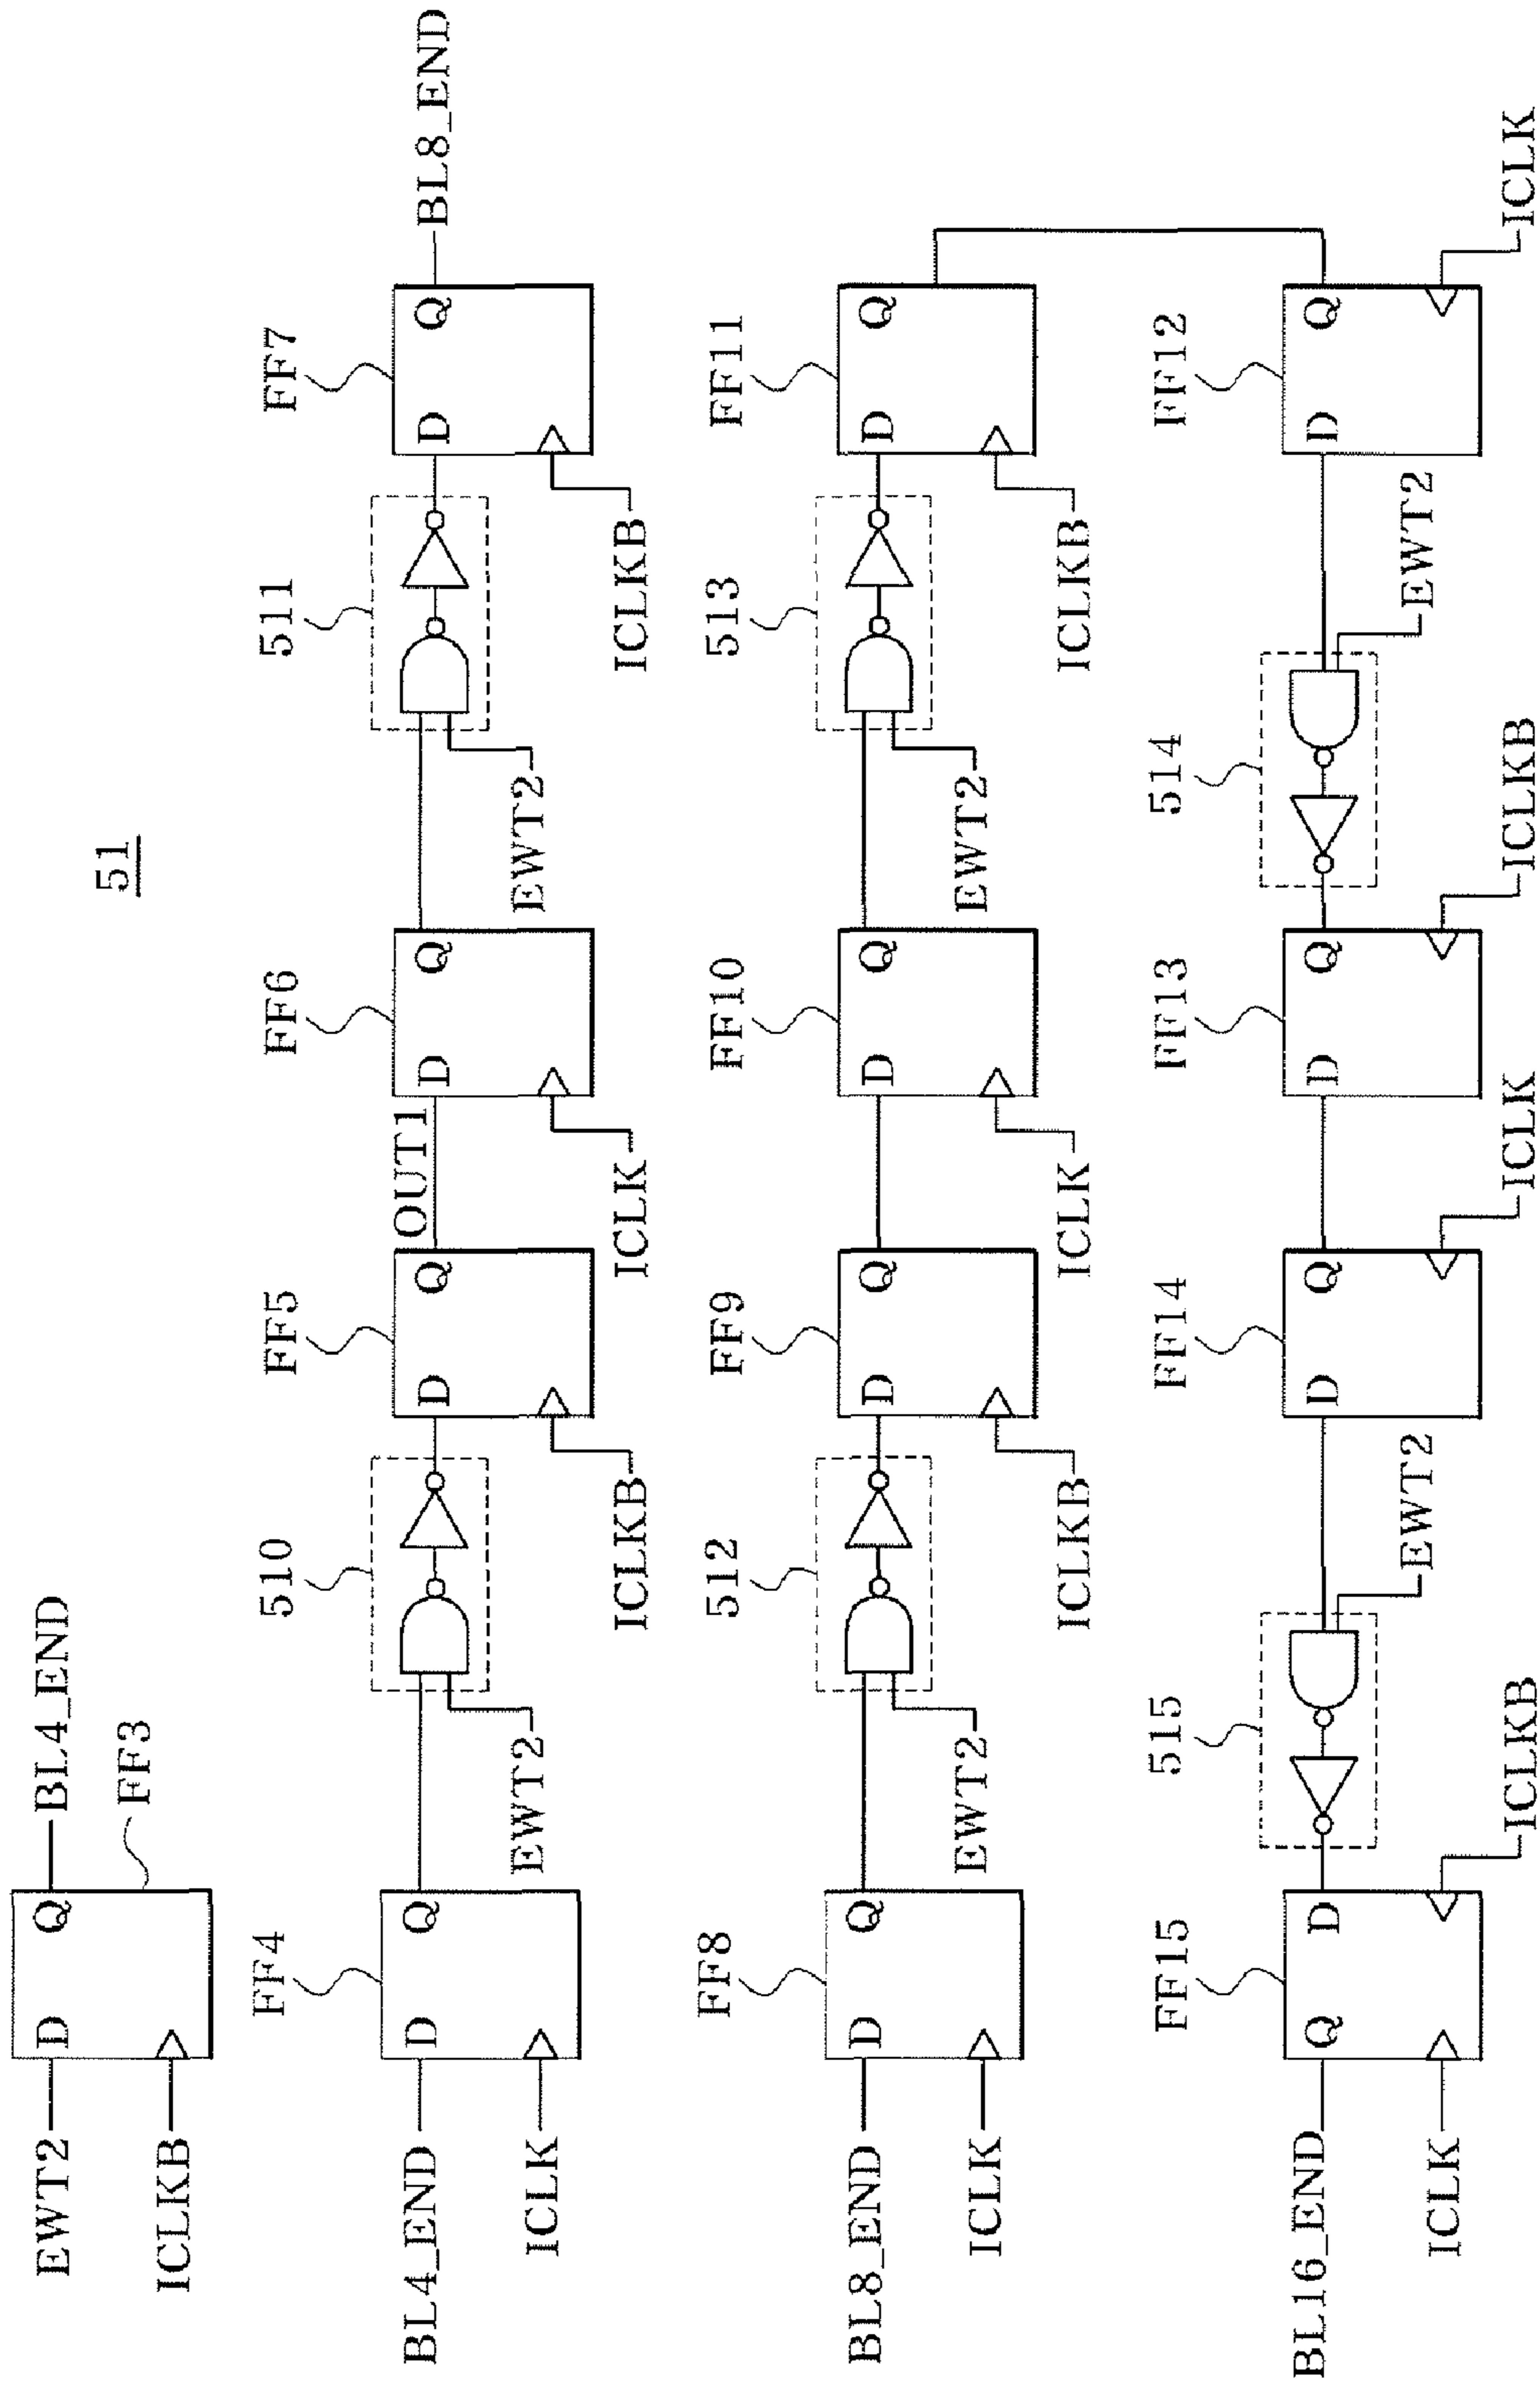 51
EWT2
D
Q
BL4_END
ICLKB
FF3
FF4
510
FF5
FF6
511
FF7
BL4_END
D
Q
D
Q
OUT1
D
Q
D
Q
BL8_END
ICLK
EWT2
ICLKB
ICLK
EWT2
ICLKB
FF8
512
FF9
FF10
513
FF11
BL8_END
D
Q
D
Q
D
Q
D
Q
ICLK
EWT2
ICLKB
ICLK
EWT2
ICLKB
FF15
515
FF14
FF13
514
FF12
BL16_END
Q
D
D
Q
D
Q
D
Q
ICLK
ICLKB
EWT2
ICLK
ICLKB
EWT2
ICLK